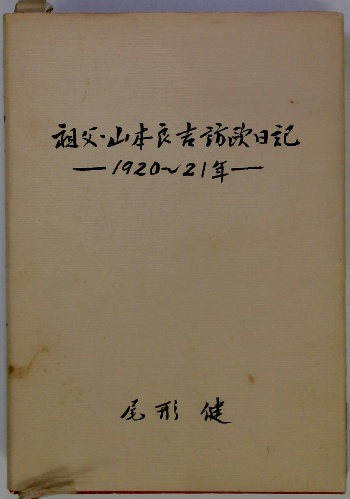 祖父・山本良吉訪欧日記
—1920〜21年—
尾形 健